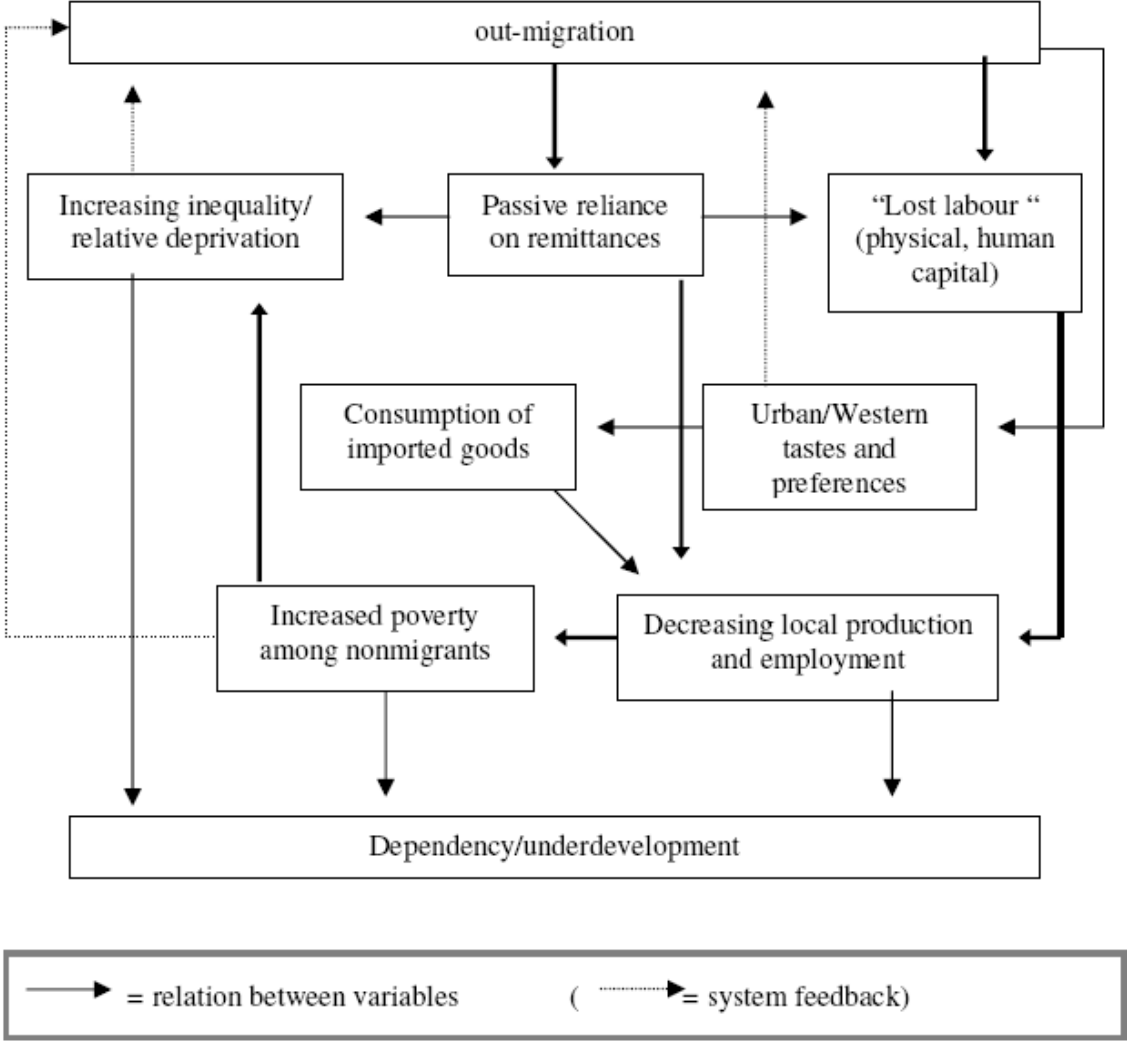 out-migration
Increasing inequality/
relative deprivation
Passive reliance
on remittances
“Lost labour “
(physical, human
capital)
Consumption of
imported goods
Urban/Western
tastes and
preferences
Increased poverty
among nonmigrants
Decreasing local production
and employment
Dependency/underdevelopment
= relation between variables
( = system feedback)